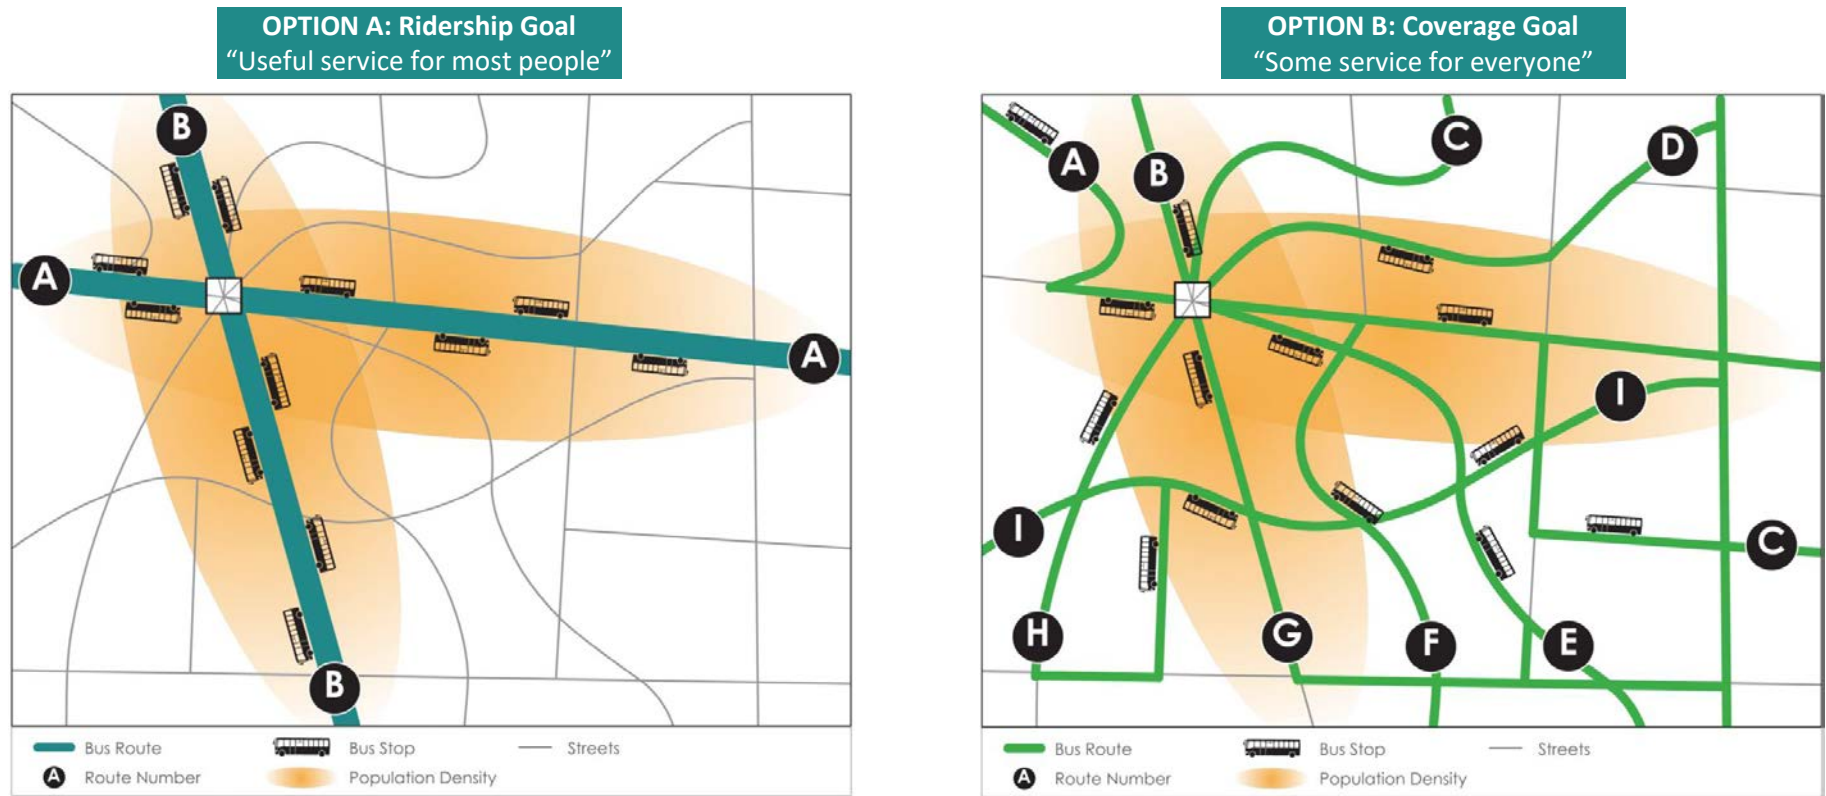 OPTION A: Ridership Goal
“Useful service for most people”
B
A
A
B
Bus Route
Bus Stop
Streets
A
Route Number
Population Density
OPTION B: Coverage Goal
“Some service for everyone”
A
B
C
D
I
I
C
H
G
F
E
Bus Route
Bus Stop
Streets
A
Route Number
Population Density